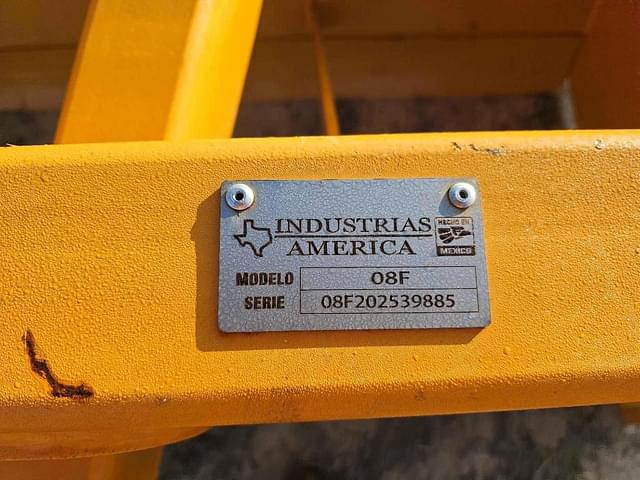 INDUSTRIAS
AMERICA
HECHO EN
MEXICO
MODELO 08F
SERIE 08F202539885